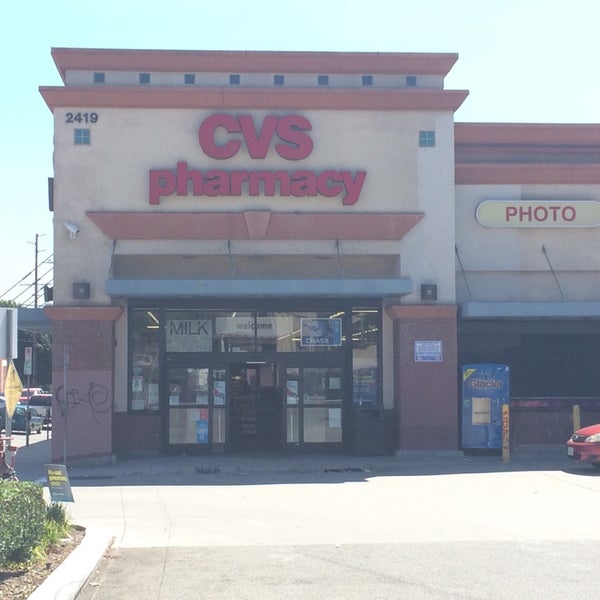 2419
CVS
pharmacy
PHOTO
MILK
welcome
CHASE
Glacier